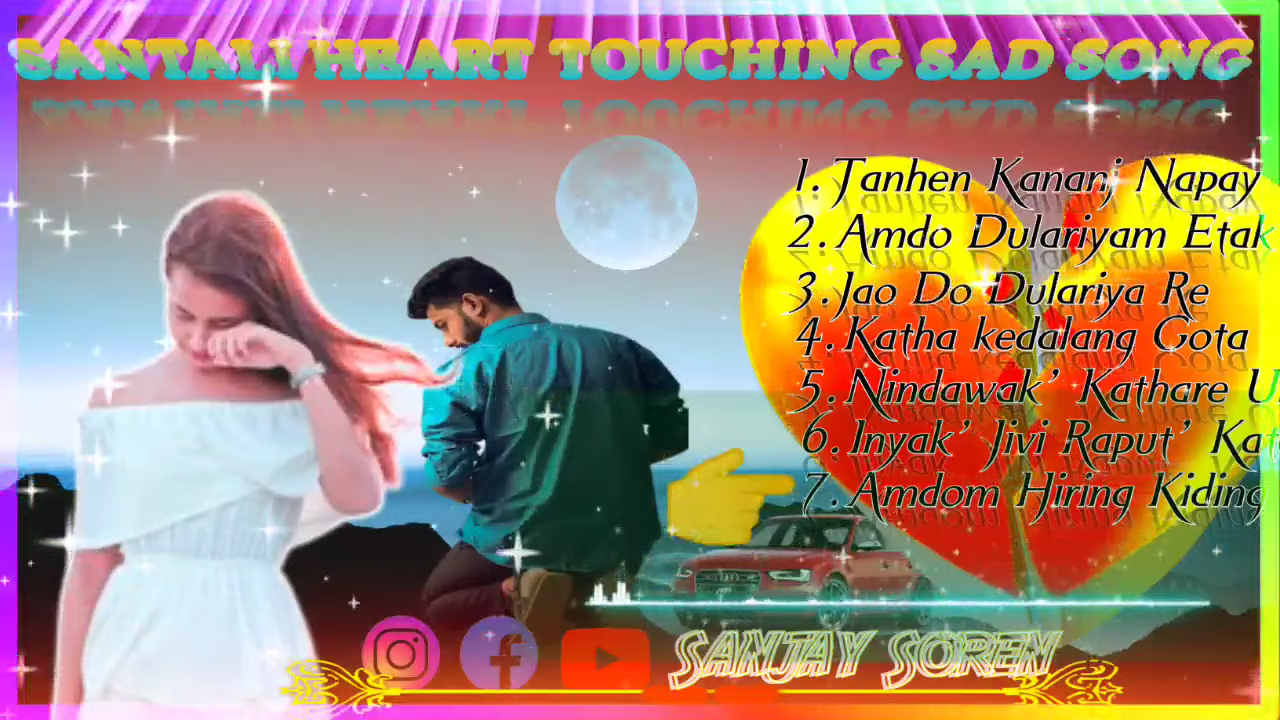 SANTALI HEART TOUCHING SAD SONG
1. Tanhen Kananj Napay
2. Amdo Dulariyam Etak
3. Jao Do Dulariya Re
4. Katha kedalang Gota
5. Nindawak' Kathare
6. Inyak' Jivi Raput'
7. Amdom Hiring Kiding
SANJAY SOREN